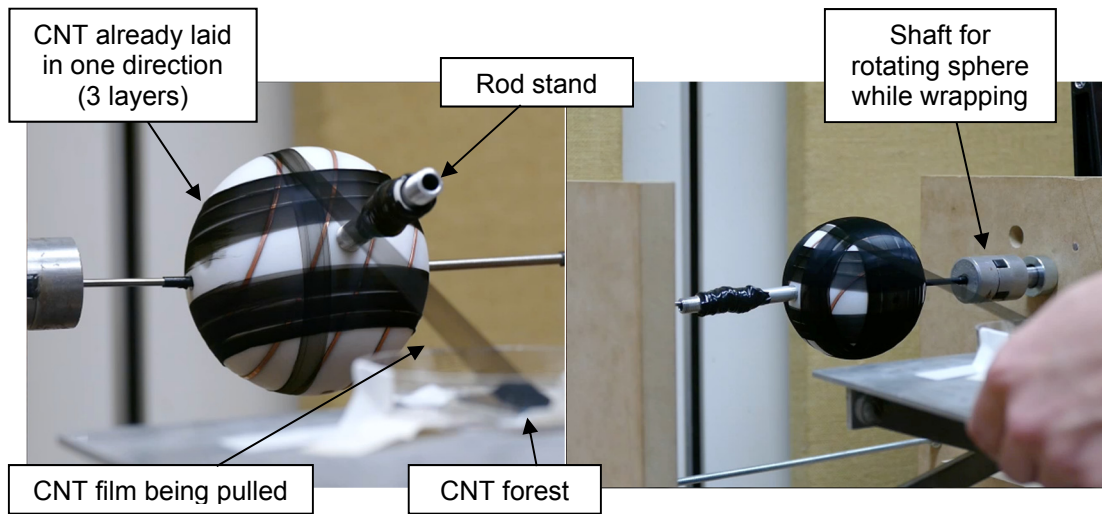 CNT already laid
in one direction
(3 layers)
Rod stand
Shaft for
rotating sphere
while wrapping
CNT film being pulled
CNT forest